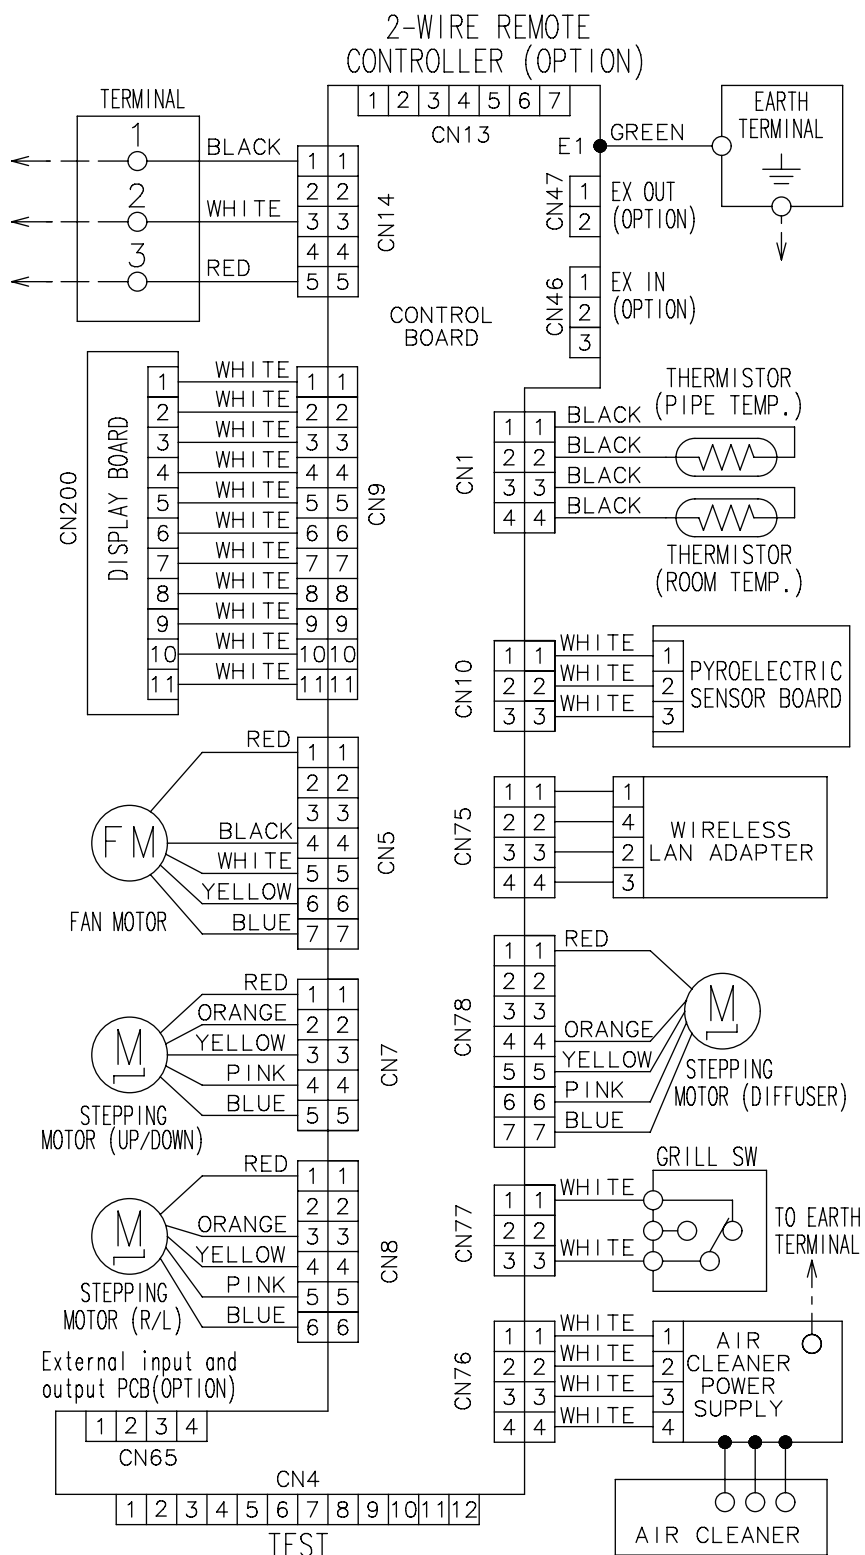 2-WIRE REMOTE
CONTROLLER (OPTION)
1 2 3 4 5 6 7
CN13
TERMINAL
1 BLACK 1 1
2 2
2 WHITE 3 3
4 4
3 RED 5 5
CN14
E1 GREEN
EARTH
TERMINAL
CN47
1 EX OUT
2 (OPTION)
CN46
1 EX IN
2 (OPTION)
3
CONTROL
BOARD
CN200
DISPLAY BOARD
1 WHITE 1 1
2 WHITE 2 2
3 WHITE 3 3
4 WHITE 4 4
5 WHITE 5 5
6 WHITE 6 6
7 WHITE 7 7
8 WHITE 8 8
9 WHITE 9 9
10 WHITE 10 10
11 WHITE 11 11
CN9
THERMISTOR
(PIPE TEMP.)
CN1
1 1 BLACK
2 2 BLACK
3 3 BLACK
4 4 BLACK
THERMISTOR
(ROOM TEMP.)
CN10
1 1 WHITE 1
2 2 WHITE 2
3 3 WHITE 3
PYROELECTRIC
SENSOR BOARD
RED 1 1
2 2
3 3
BLACK 4 4
WHITE 5 5
YELLOW 6 6
BLUE 7 7
CN5
FM
FAN MOTOR
CN75
1 1 1
2 2 4
3 3 2
4 4 3
WIRELESS
LAN ADAPTER
RED 1 1
ORANGE 2 2
YELLOW 3 3
PINK 4 4
BLUE 5 5
CN7
M
STEPPING
MOTOR (UP/DOWN)
CN78
1 1 RED
2 2
3 3
4 4 ORANGE
5 5 YELLOW
6 6 PINK
7 7 BLUE
M
STEPPING
MOTOR (DIFFUSER)
RED 1 1
2 2
ORANGE 3 3
YELLOW 4 4
PINK 5 5
BLUE 6 6
CN8
M
STEPPING
MOTOR (R/L)
GRILL SW
CN77
1 1 WHITE
2 2
3 3 WHITE
TO EARTH
TERMINAL
CN76
1 1 WHITE 1
2 2 WHITE 2
3 3 WHITE 3
4 4 WHITE 4
AIR
CLEANER
POWER
SUPPLY
External input and
output PCB(OPTION)
1 2 3 4
CN65
CN4
1 2 3 4 5 6 7 8 9 10 11 12
TEST
AIR CLEANER